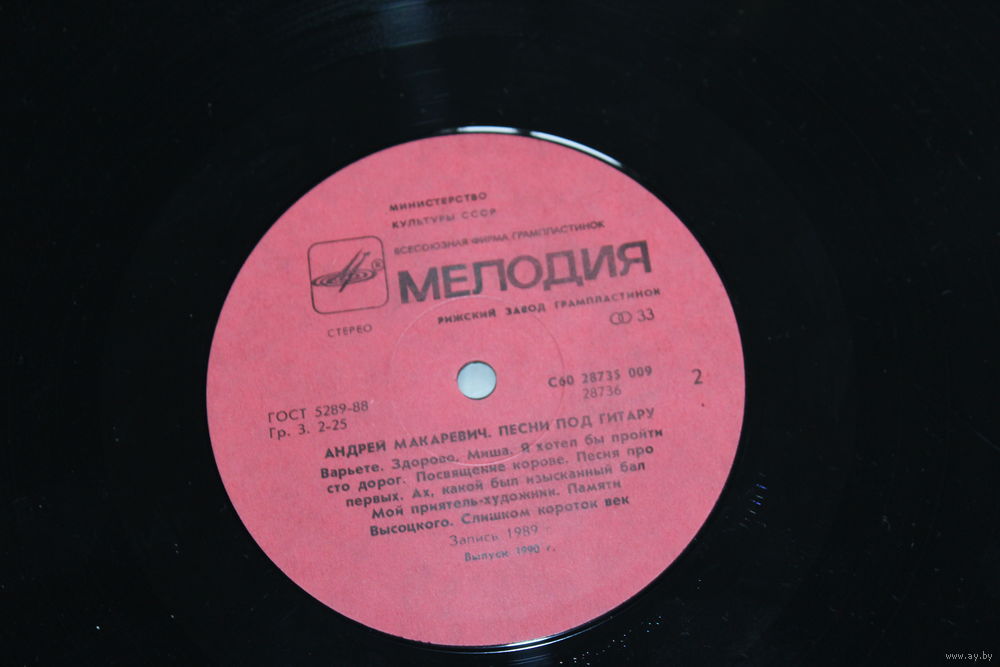 МИНИСТЕРСТВО
КУЛЬТУРЫ СССР
ВСЕСОЮЗНАЯ ФИРМА ГРАМПЛАСТИНОК
МЕЛОДИЯ
®
РИЖСКИЙ ЗАВОД ГРАМПЛАСТИНОК
СТЕРЕО
33
С60 28735 009
28736
2
ГОСТ 5289-88
Гр. 3. 2-25
АНДРЕЙ МАКАРЕВИЧ. ПЕСНИ ПОД ГИТАРУ
Варьете. Здорово, Миша. Я хотел бы пройти
сто дорог. Посвящение корове. Песня про
первых. Ах, какой был изысканный бал
Мой приятель-художник. Памяти
Высоцкого. Слишком короток век
Запись 1989 г.
Выпуск 1990 г.
www.ay.by